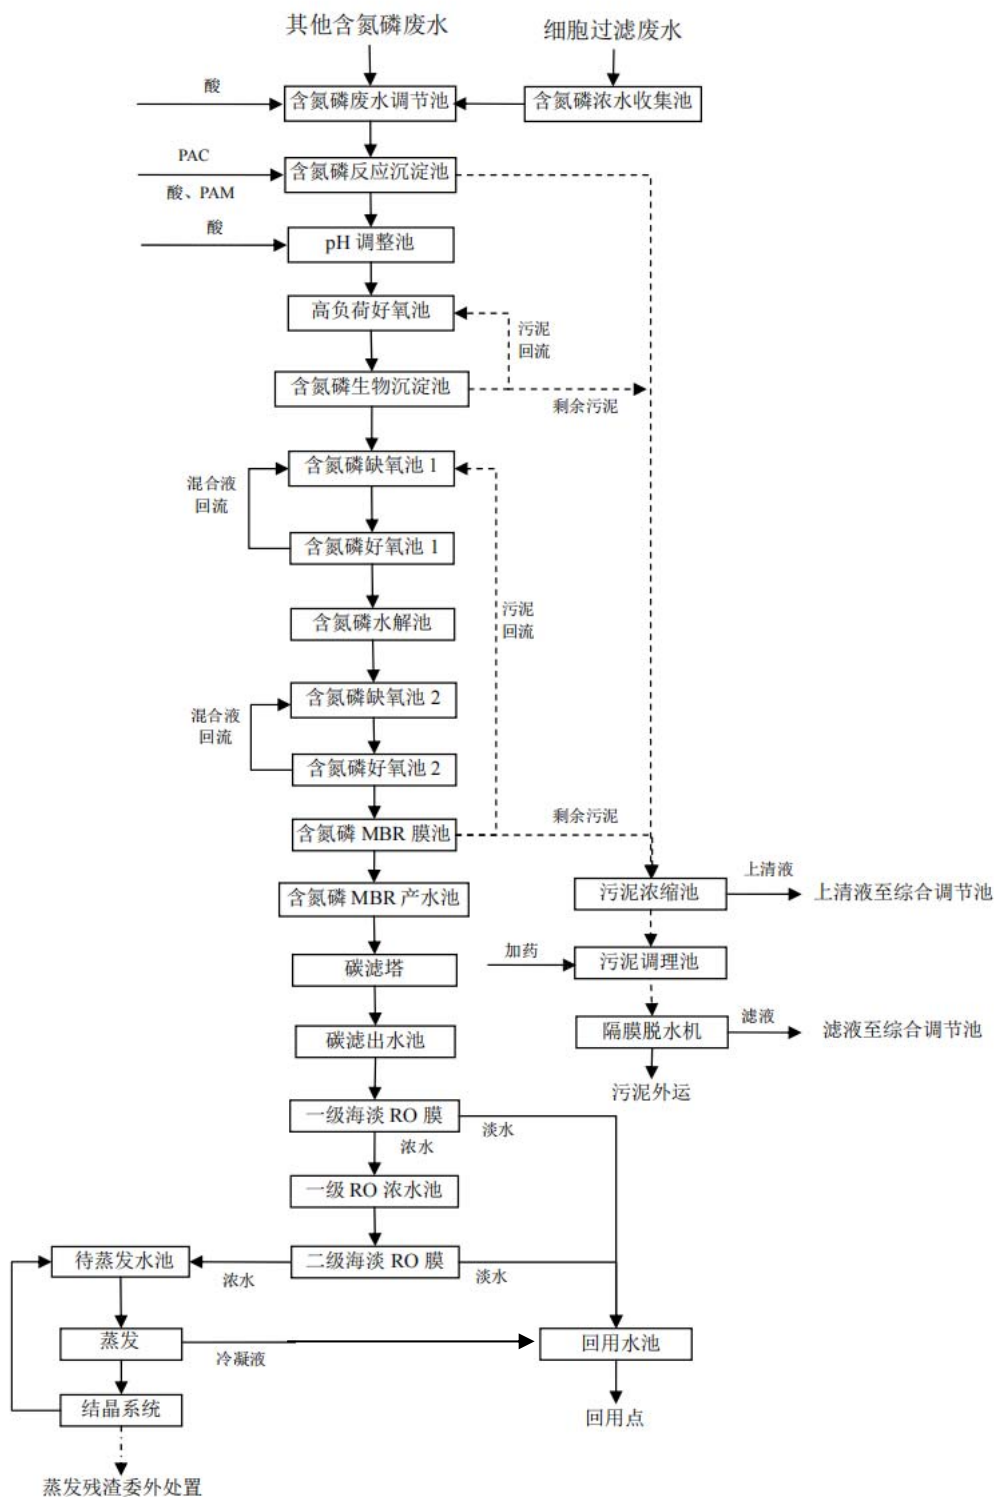 其他含氮磷废水
细胞过滤废水
酸
含氮磷废水调节池
含氮磷浓水收集池
PAC
含氮磷反应沉淀池
酸、PAM
酸
pH 调整池
高负荷好氧池
污泥
回流
含氮磷生物沉淀池
剩余污泥
含氮磷缺氧池 1
混合液
回流
含氮磷好氧池 1
污泥
回流
含氮磷水解池
含氮磷缺氧池 2
混合液
回流
含氮磷好氧池 2
剩余污泥
含氮磷 MBR 膜池
上清液
污泥浓缩池
上清液至综合调节池
含氮磷 MBR 产水池
加药
污泥调理池
碳滤塔
滤液
隔膜脱水机
滤液至综合调节池
碳滤出水池
污泥外运
一级海淡 RO 膜
淡水
浓水
一级 RO 浓水池
待蒸发水池
二级海淡 RO 膜
浓水
淡水
蒸发
冷凝液
回用水池
结晶系统
回用点
蒸发残渣委外处置